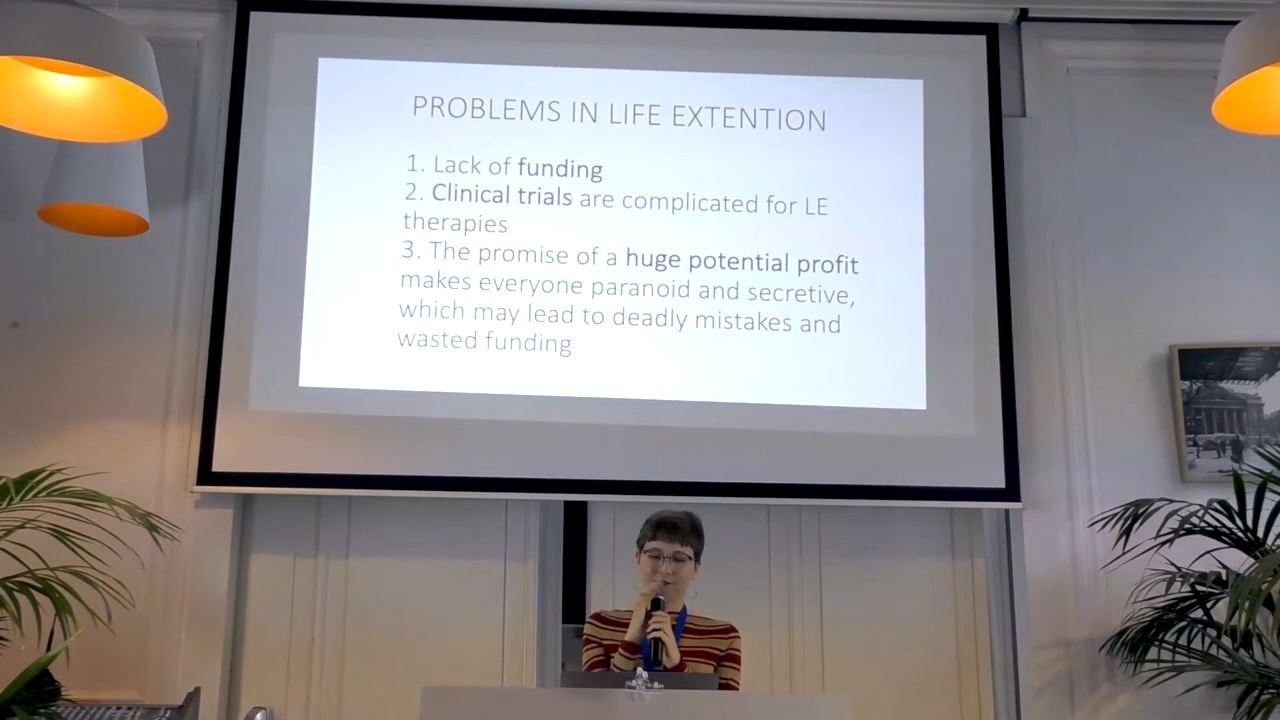 PROBLEMS IN LIFE EXTENTION
1. Lack of funding
2. Clinical trials are complicated for LE
therapies
3. The promise of a huge potential profit
makes everyone paranoid and secretive,
which may lead to deadly mistakes and
wasted funding